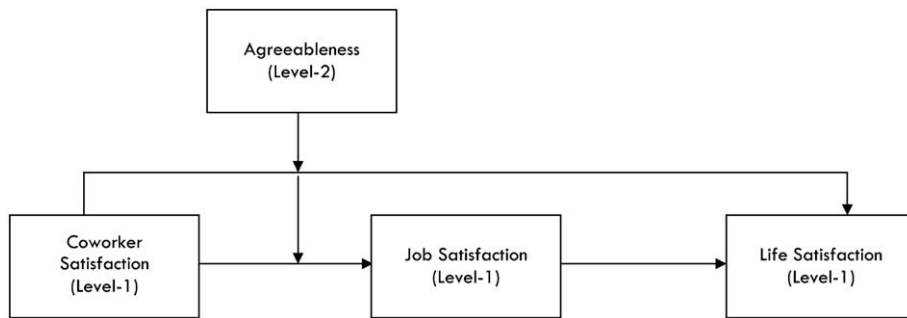 Agreeableness
(Level-2)
Coworker
Satisfaction
(Level-1)
Job Satisfaction
(Level-1)
Life Satisfaction
(Level-1)